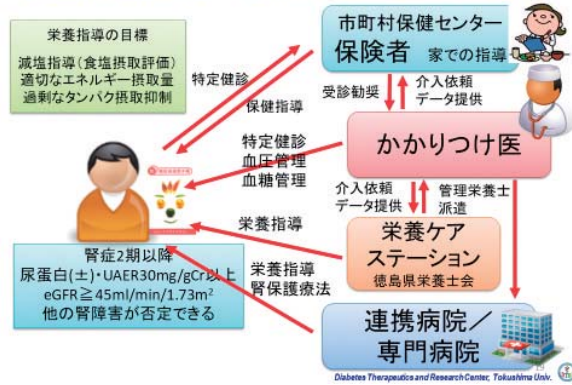 栄養指導の目標
減塩指導(食塩摂取評価)
適切なエネルギー摂取量
過剰なタンパク摂取抑制
市町村保健センター
保険者 家での指導
特定健診
保健指導
受診勧奨
介入依頼
データ提供
かかりつけ医
特定健診
血圧管理
血糖管理
介入依頼
データ提供
管理栄養士
派遣
栄養指導
栄養ケア
ステーション
徳島県栄養士会
腎症2期以降
尿蛋白(±)・UAER30mg/gCr以上
eGFR≧45ml/min/1.73m²
他の腎障害が否定できる
栄養指導
腎保護療法
連携病院/
専門病院
19
Diabetes Therapeutics and Research Center, Tokushima Univ.